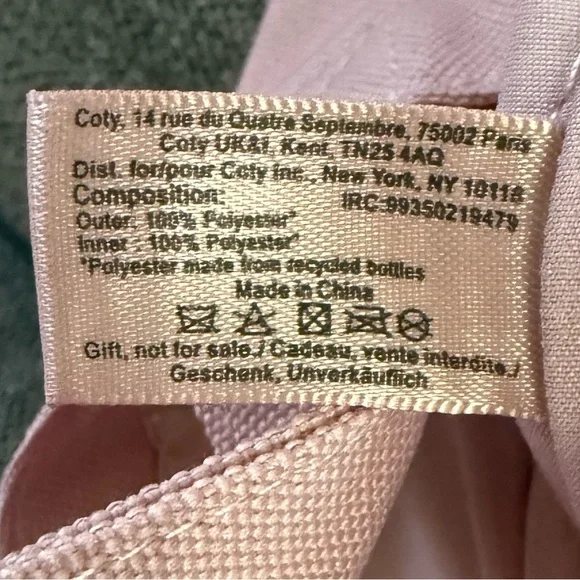 Coty, 14 rue du Quatre Septembre, 75002 Paris
Coty UK&I, Kent, TN25 4AQ
Dist. for/pour Coty Inc., New York, NY 10118
Composition: IRC:99350219479
Outer: 100% Polyester*
Inner : 100% Polyester*
*Polyester made from recycled bottles
Made in China
Gift, not for sale./ Cadeau, vente interdite./
Geschenk, Unverkäuflich